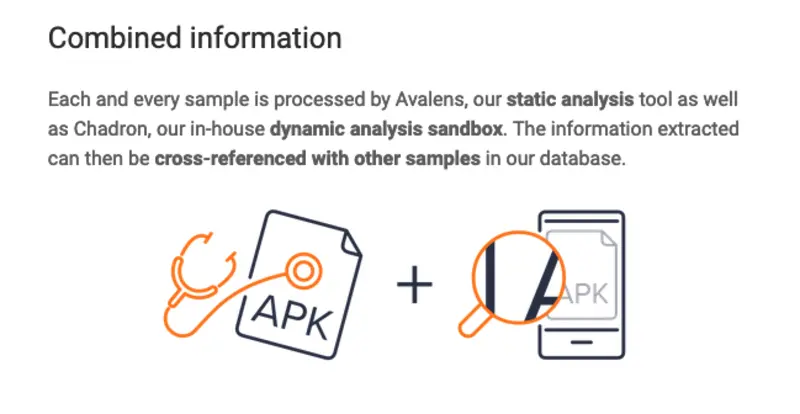 Combined information
Each and every sample is processed by Avalens, our static analysis tool as well
as Chadron, our in-house dynamic analysis sandbox. The information extracted
can then be cross-referenced with other samples in our database.
APK
+
APK